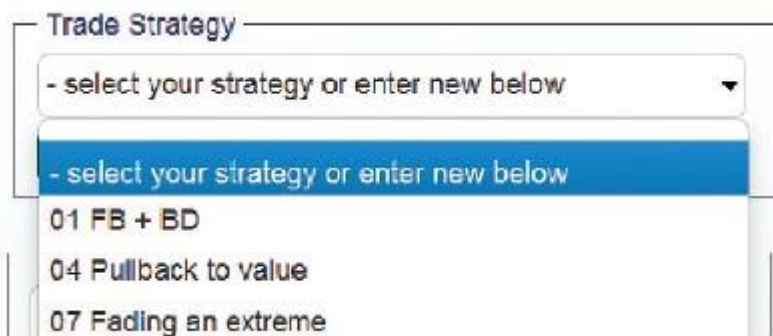 Trade Strategy
- select your strategy or enter new below
- select your strategy or enter new below
01 FB + BD
04 Pullback to value
07 Fading an extreme